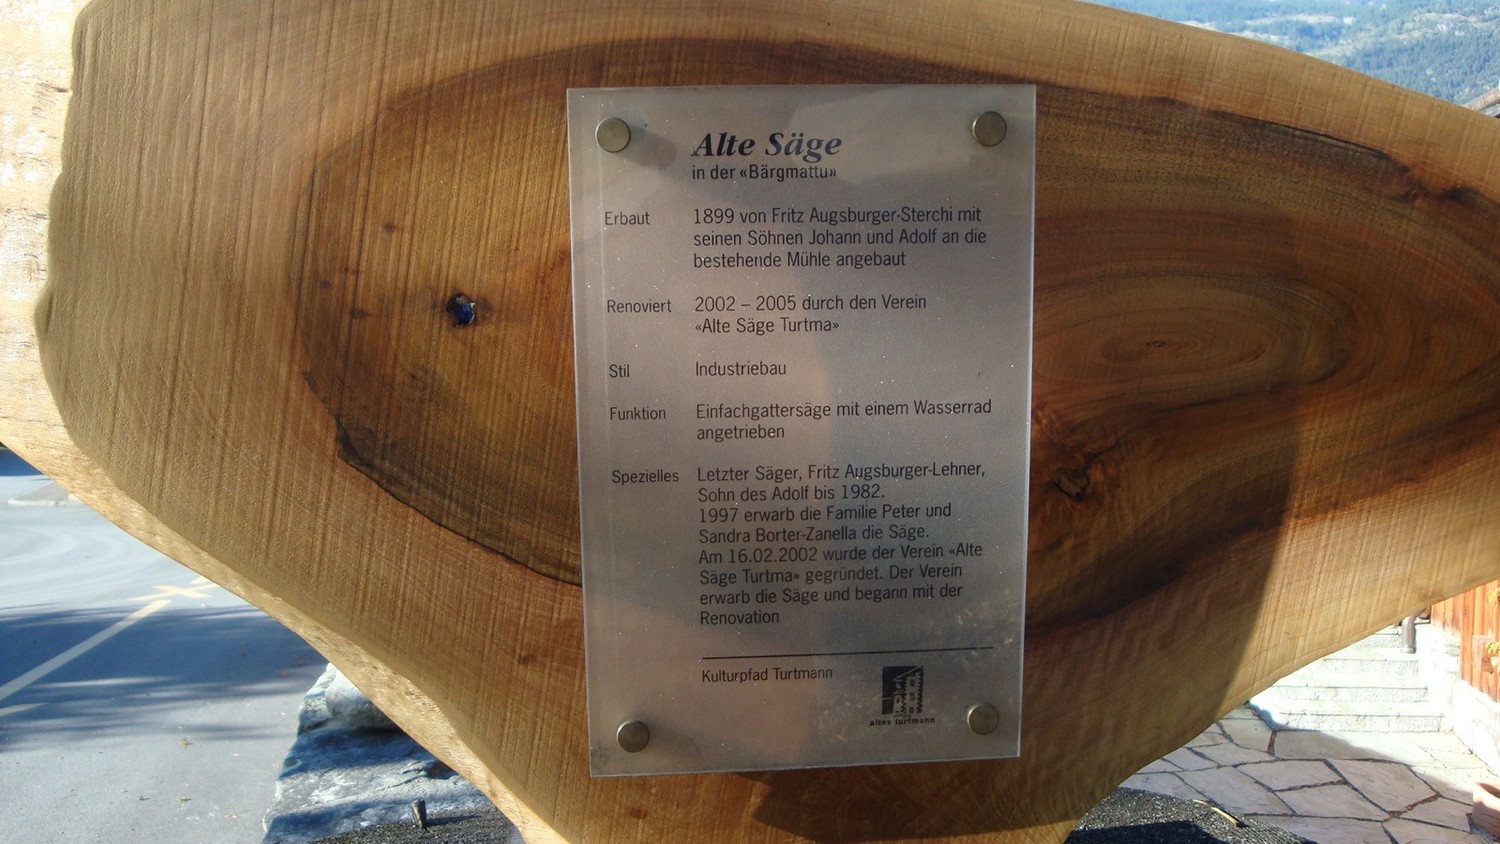 Alte Säge
in der «Bärgmattu»
Erbaut 1899 von Fritz Augsburger-Sterchi mit
seinen Söhnen Johann und Adolf an die
bestehende Mühle angebaut
Renoviert 2002 – 2005 durch den Verein
«Alte Säge Turtma»
Stil Industriebau
Funktion Einfachgattersäge mit einem Wasserrad
angetrieben
Spezielles Letzter Säger, Fritz Augsburger-Lehner,
Sohn des Adolf bis 1982.
1997 erwarb die Familie Peter und
Sandra Borter-Zanella die Säge.
Am 16.02.2002 wurde der Verein «Alte
Säge Turtma» gegründet. Der Verein
erwarb die Säge und begann mit der
Renovation
Kulturpfad Turtmann
altes turtmann